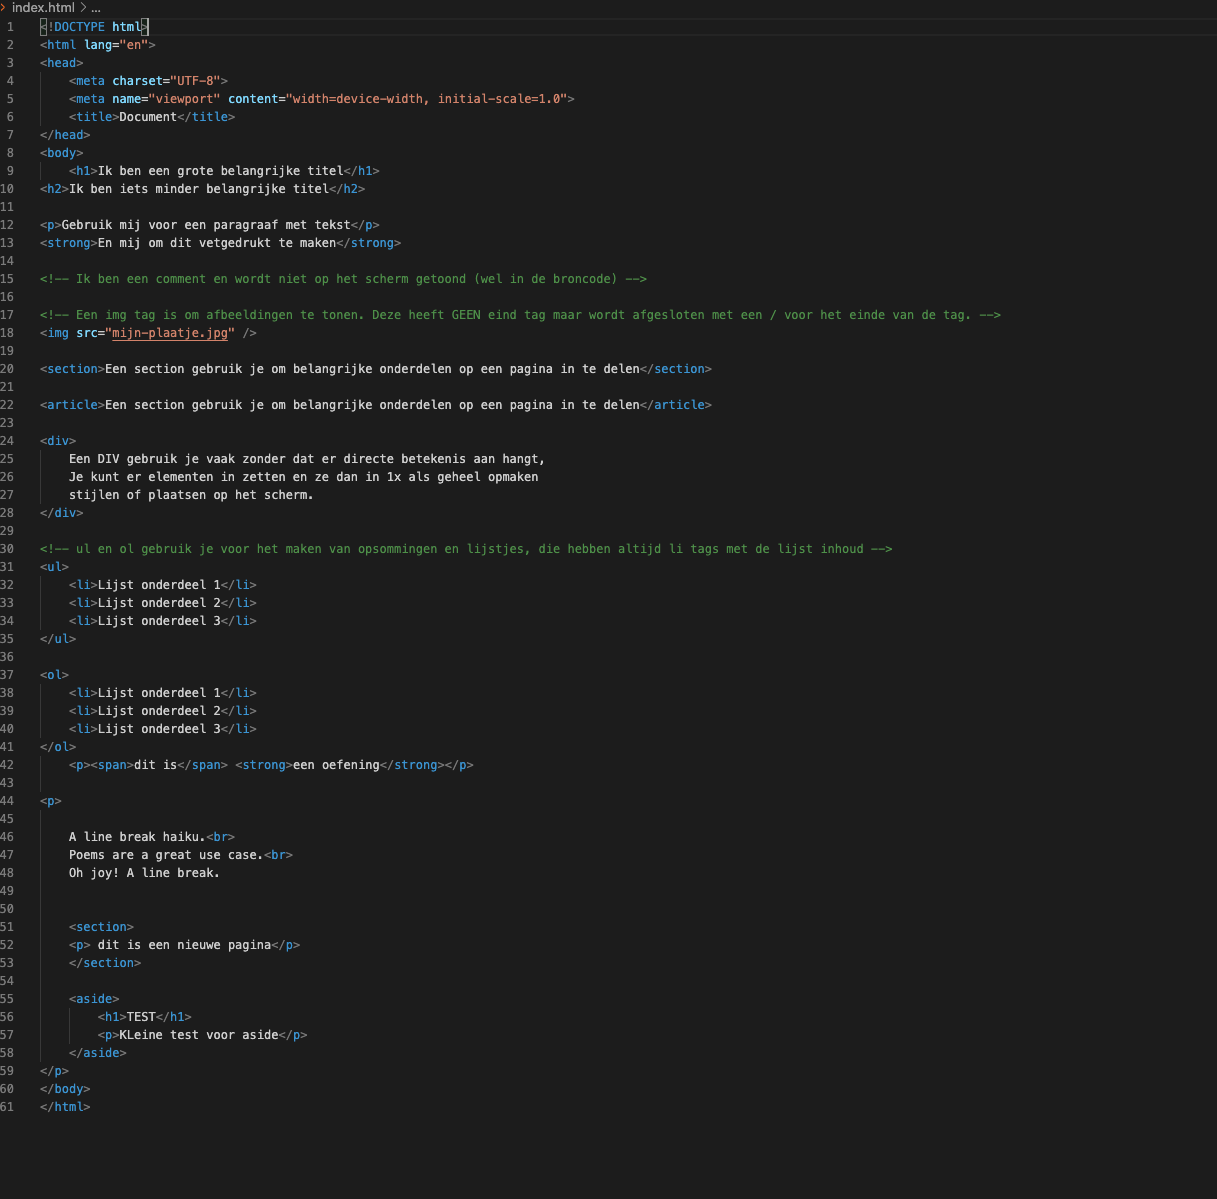 > index.html > ...
1 <!DOCTYPE html>
2 <html lang="en">
3 <head>
4     <meta charset="UTF-8">
5     <meta name="viewport" content="width=device-width, initial-scale=1.0">
6     <title>Document</title>
7 </head>
8 <body>
9     <h1>Ik ben een grote belangrijke titel</h1>
10 <h2>Ik ben iets minder belangrijke titel</h2>
11
12 <p>Gebruik mij voor een paragraaf met tekst</p>
13 <strong>En mij om dit vetgedrukt te maken</strong>
14
15 <!-- Ik ben een comment en wordt niet op het scherm getoond (wel in de broncode) -->
16
17 <!-- Een img tag is om afbeeldingen te tonen. Deze heeft GEEN eind tag maar wordt afgesloten met een / voor het einde van de tag. -->
18 <img src="mijn-plaatje.jpg" />
19
20 <section>Een section gebruik je om belangrijke onderdelen op een pagina in te delen</section>
21
22 <article>Een section gebruik je om belangrijke onderdelen op een pagina in te delen</article>
23
24 <div>
25     Een DIV gebruik je vaak zonder dat er directe betekenis aan hangt,
26     Je kunt er elementen in zetten en ze dan in 1x als geheel opmaken
27     stijlen of plaatsen op het scherm.
28 </div>
29
30 <!-- ul en ol gebruik je voor het maken van opsommingen en lijstjes, die hebben altijd li tags met de lijst inhoud -->
31 <ul>
32     <li>Lijst onderdeel 1</li>
33     <li>Lijst onderdeel 2</li>
34     <li>Lijst onderdeel 3</li>
35 </ul>
36
37 <ol>
38     <li>Lijst onderdeel 1</li>
39     <li>Lijst onderdeel 2</li>
40     <li>Lijst onderdeel 3</li>
41 </ol>
42     <p><span>dit is</span> <strong>een oefening</strong></p>
43
44 <p>
45
46     A line break haiku.<br>
47     Poems are a great use case.<br>
48     Oh joy! A line break.
49
50
51     <section>
52     <p> dit is een nieuwe pagina</p>
53     </section>
54
55     <aside>
56         <h1>TEST</h1>
57         <p>KLeine test voor aside</p>
58     </aside>
59 </p>
60 </body>
61 </html>